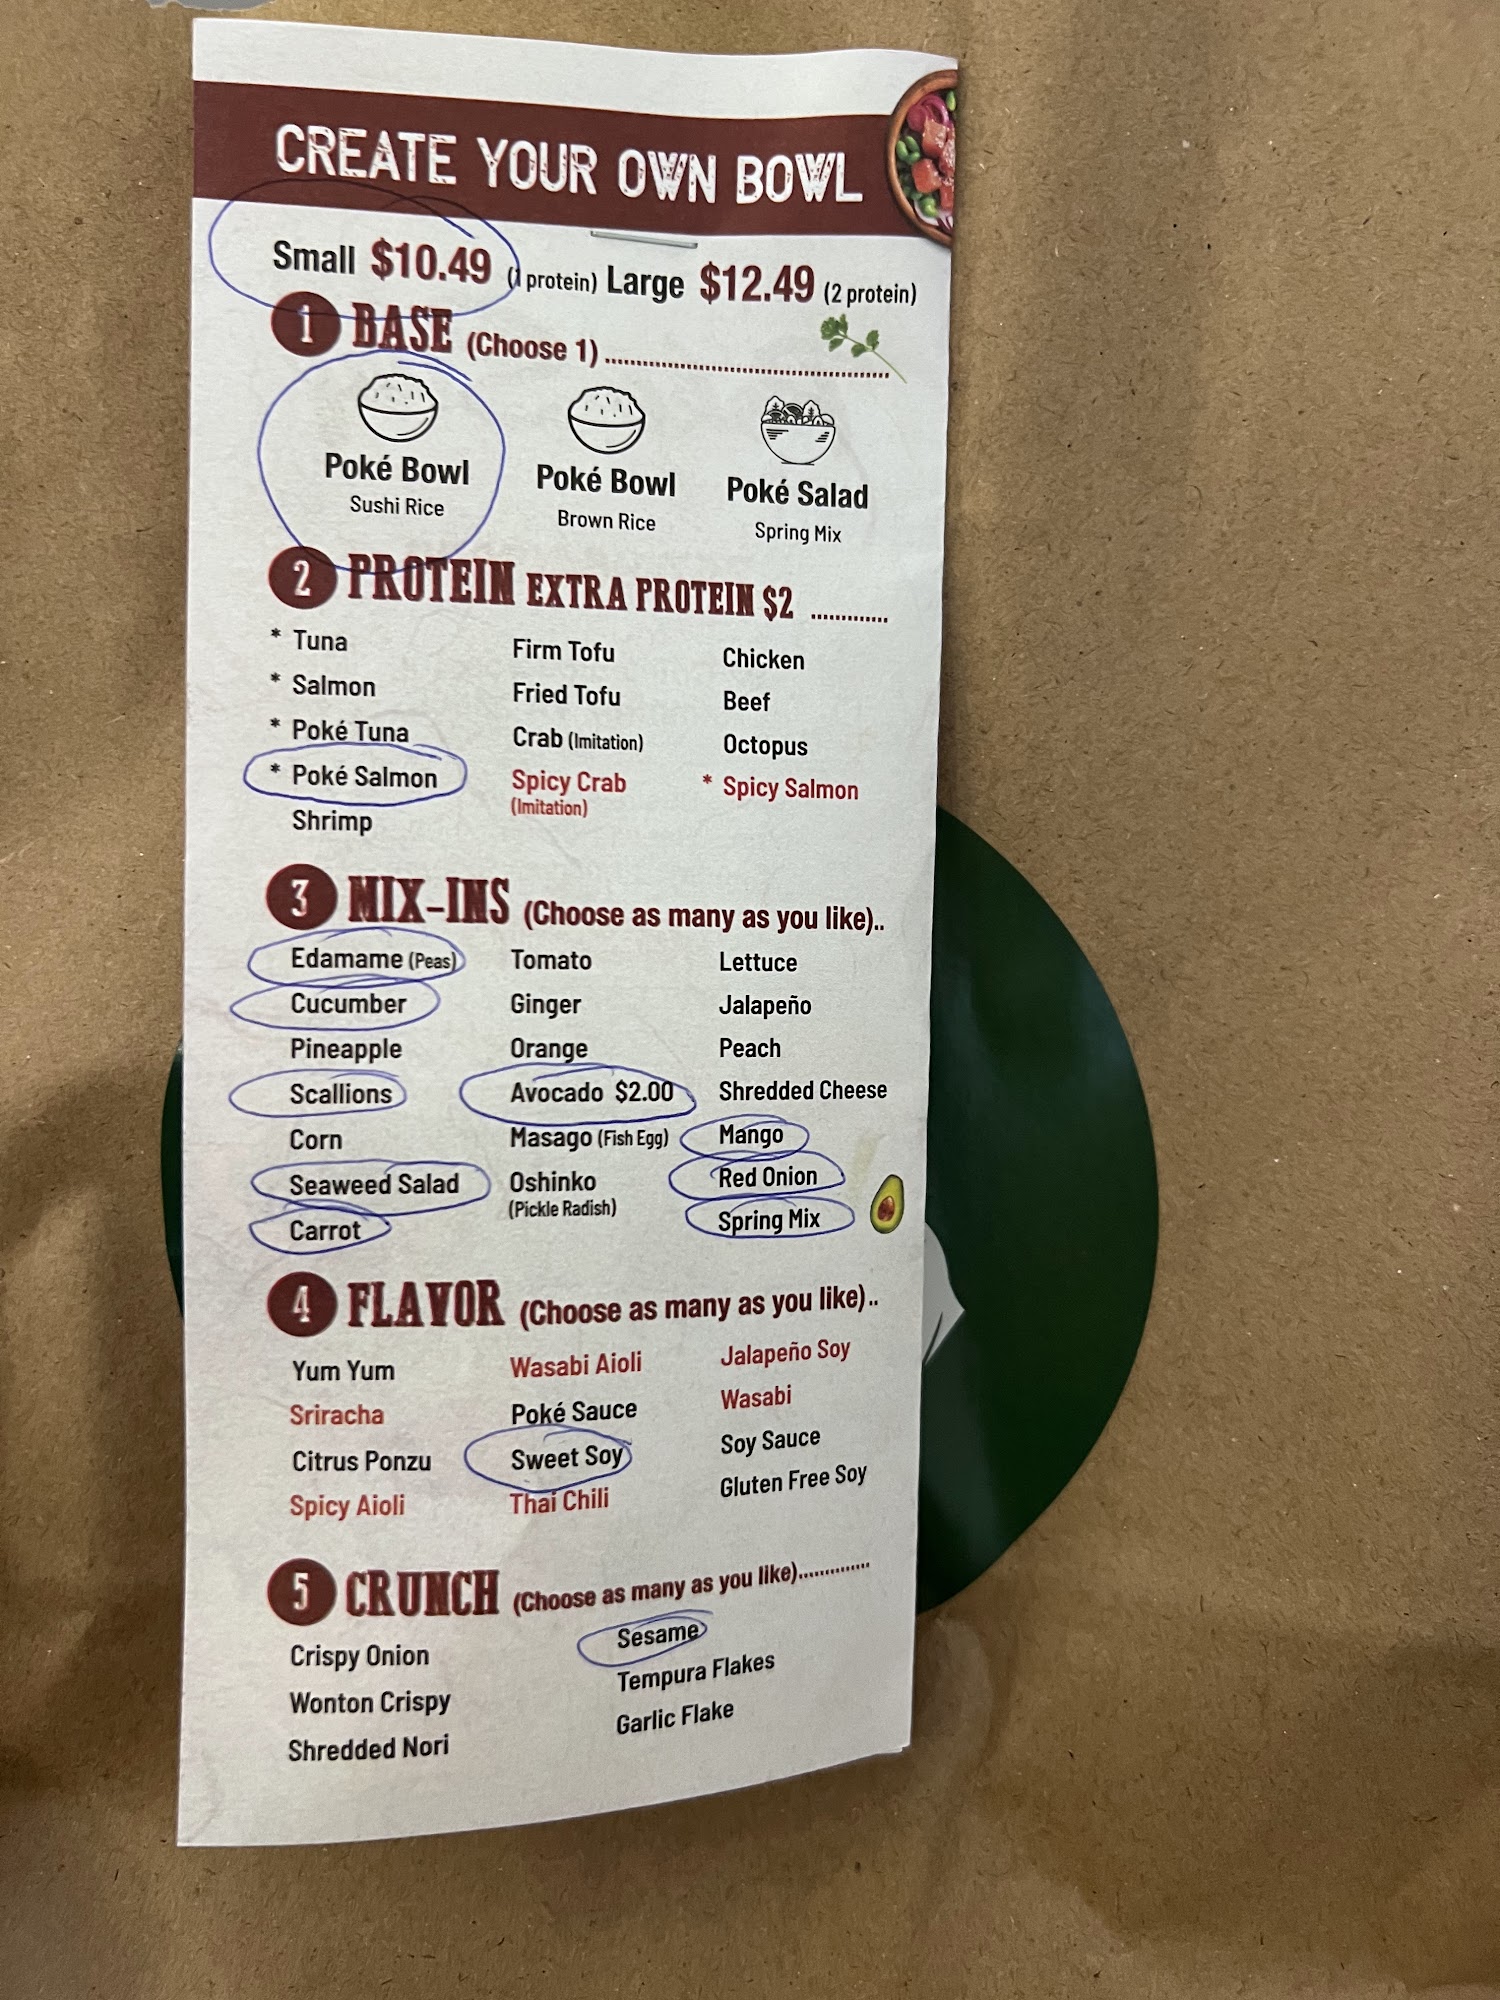 CREATE YOUR OWN BOWL
Small $10.49 (1 protein) Large $12.49 (2 protein)
1 BASE (Choose 1)
Poké Bowl Poké Bowl Poké Salad
Sushi Rice Brown Rice Spring Mix
2 PROTEIN EXTRA PROTEIN $2
* Tuna Firm Tofu Chicken
* Salmon Fried Tofu Beef
* Poké Tuna Crab (Imitation) Octopus
* Poké Salmon Spicy Crab * Spicy Salmon
(Imitation)
Shrimp
3 MIX-INS (Choose as many as you like)..
Edamame (Peas) Tomato Lettuce
Cucumber Ginger Jalapeño
Pineapple Orange Peach
Scallions Avocado $2.00 Shredded Cheese
Corn Masago (Fish Egg) Mango
Seaweed Salad Oshinko Red Onion
(Pickle Radish)
Carrot Spring Mix
4 FLAVOR (Choose as many as you like)..
Yum Yum Wasabi Aioli Jalapeño Soy
Sriracha Poké Sauce Wasabi
Citrus Ponzu Sweet Soy Soy Sauce
Spicy Aioli Thai Chili Gluten Free Soy
5 CRUNCH (Choose as many as you like)
Crispy Onion Sesame
Wonton Crispy Tempura Flakes
Shredded Nori Garlic Flake